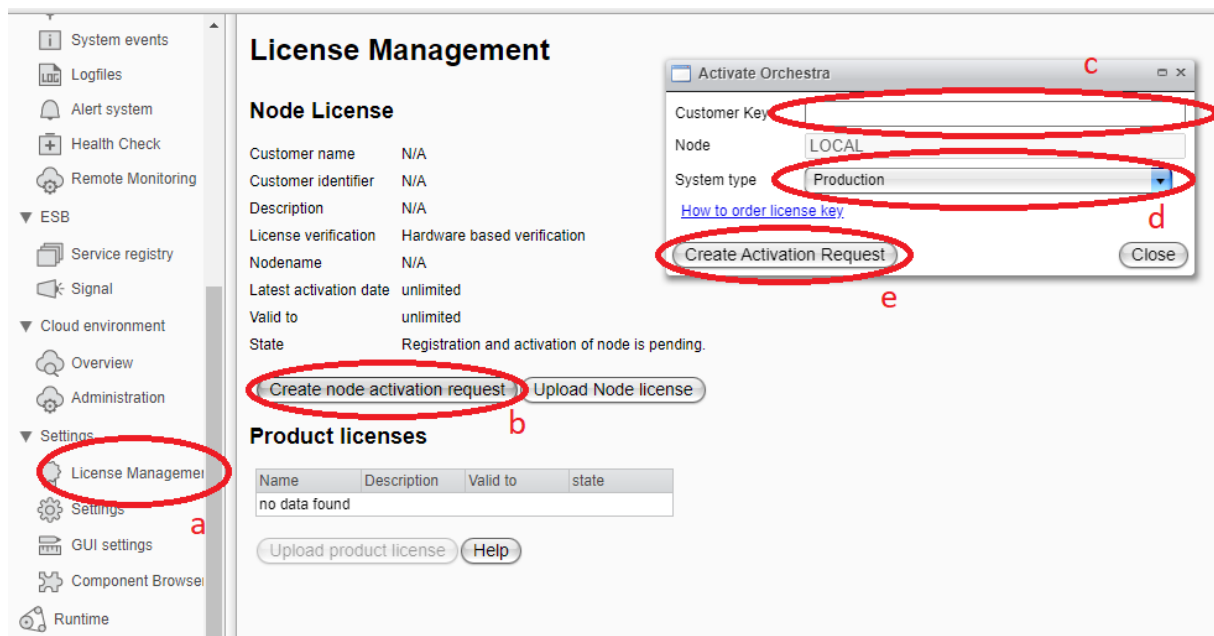 System events
Logfiles
Alert system
Health Check
Remote Monitoring
ESB
Service registry
Signal
Cloud environment
Overview
Administration
Settings
License Managemen
a
Settings
GUI settings
Component Browser
Runtime
License Management
Node License
Customer name N/A
Customer identifier N/A
Description N/A
License verification Hardware based verification
Nodename N/A
Latest activation date unlimited
Valid to unlimited
State Registration and activation of node is pending.
Create node activation request Upload Node license
b
Product licenses
Name Description Valid to state
no data found
Upload product license Help
Activate Orchestra c
Customer Key
Node LOCAL
System type Production
How to order license key d
Create Activation Request Close
e